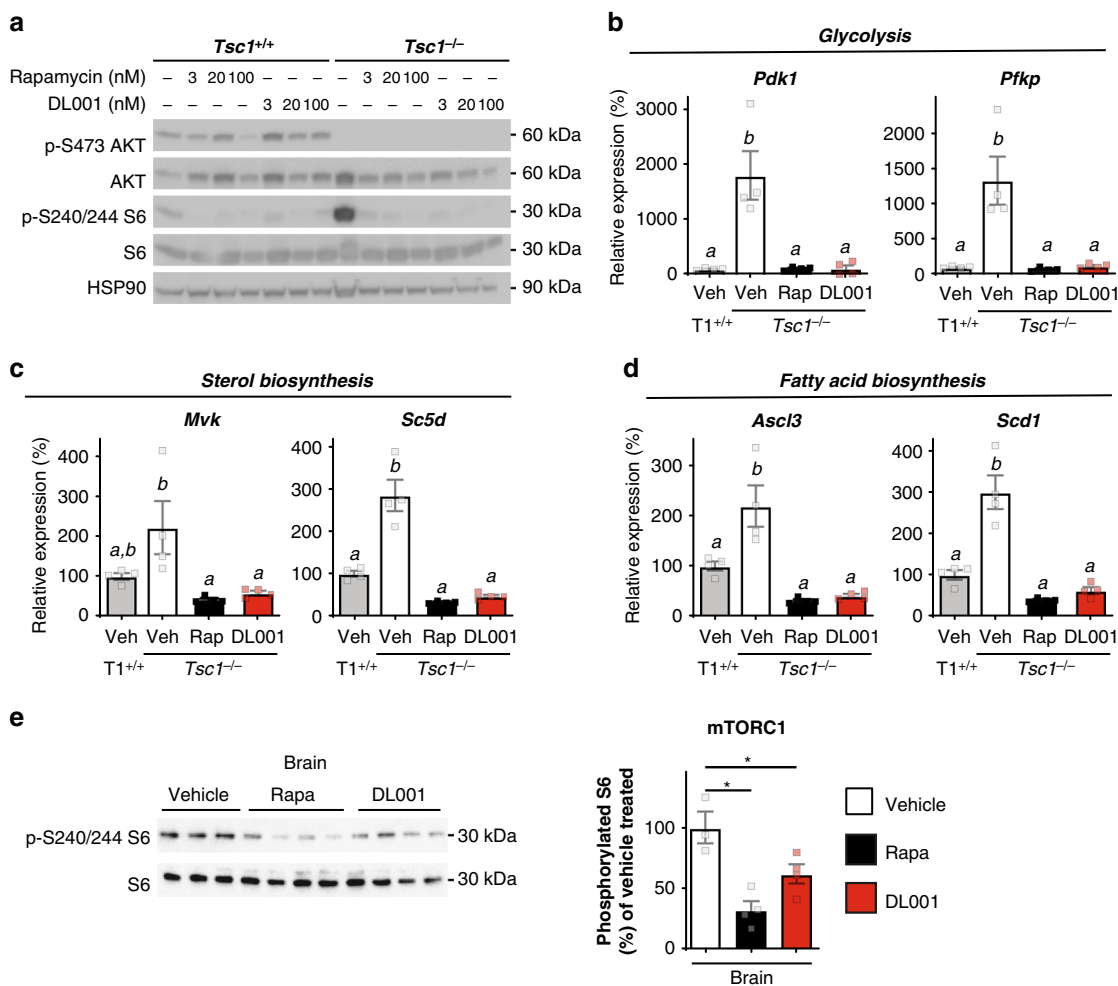 a
Tsc1+/+ Tsc1–/–
Rapamycin (nM) – 3 20 100 – – – – 3 20 100 – – –
DL001 (nM) – – – – 3 20 100 – – – – 3 20 100
p-S473 AKT - 60 kDa
AKT - 60 kDa
p-S240/244 S6 - 30 kDa
S6 - 30 kDa
HSP90 - 90 kDa
b
Glycolysis
Pdk1
Relative expression (%)
3000
2000
1000
0
a b a a
Veh Veh Rap DL001
T1+/+ Tsc1–/–
Pfkp
2000
1500
1000
500
0
a b a a
Veh Veh Rap DL001
T1+/+ Tsc1–/–
c
Sterol biosynthesis
Mvk
Relative expression (%)
400
300
200
100
0
a,b b a a
Veh Veh Rap DL001
T1+/+ Tsc1–/–
Sc5d
400
300
200
100
0
a b a a
Veh Veh Rap DL001
T1+/+ Tsc1–/–
d
Fatty acid biosynthesis
Ascl3
Relative expression (%)
300
200
100
0
a b a a
Veh Veh Rap DL001
T1+/+ Tsc1–/–
Scd1
400
300
200
100
0
a b a a
Veh Veh Rap DL001
T1+/+ Tsc1–/–
e
Brain
Vehicle Rapa DL001
p-S240/244 S6 - 30 kDa
S6 - 30 kDa
mTORC1
Phosphorylated S6
(%) of vehicle treated
100
50
0
*
*
Brain
Vehicle
Rapa
DL001